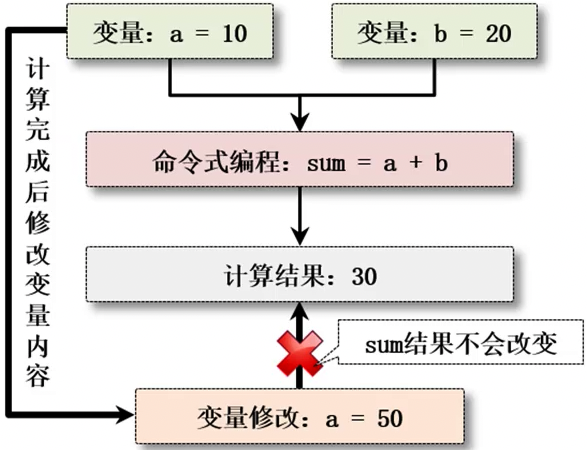 变量：a = 10
变量：b = 20
计算完成后修改变量内容
命令式编程：sum = a + b
计算结果：30
sum结果不会改变
变量修改：a = 50